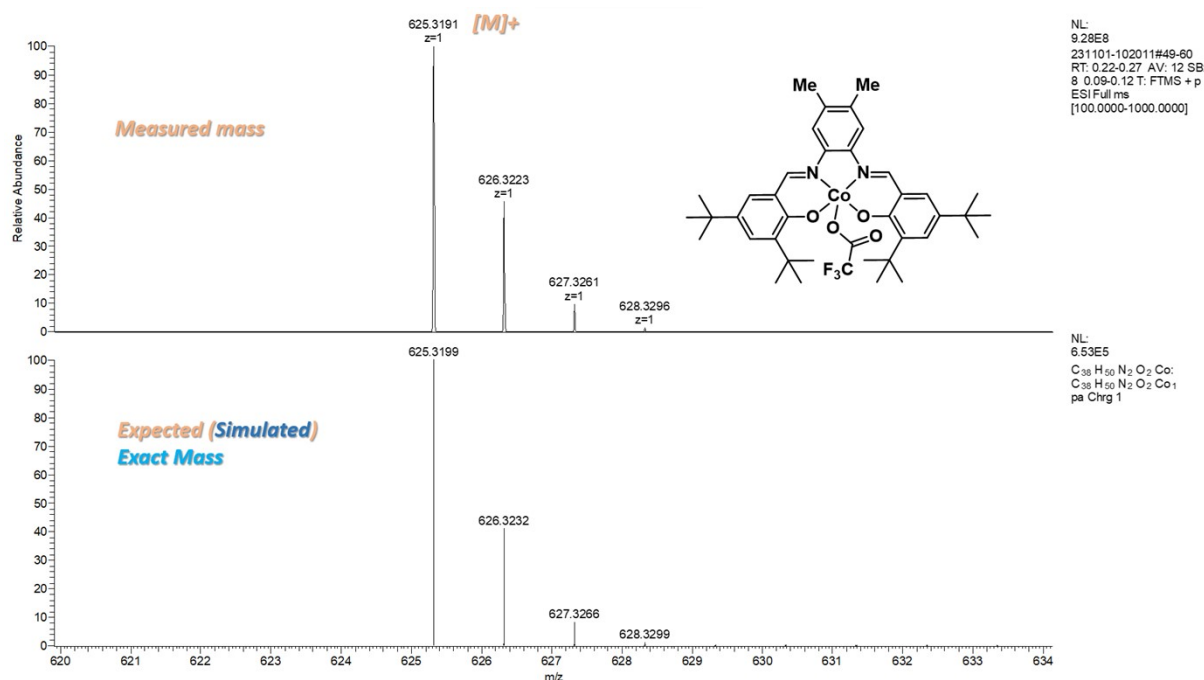 625.3191
z=1
[M]+
NL:
9.28E8
231101-102011#49-60
RT: 0.22-0.27 AV: 12 SB:
8 0.09-0.12 T: FTMS + p
ESI Full ms
[100.0000-1000.0000]
100
90
80
70
60
50
40
30
20
10
0
Relative Abundance
Measured mass
626.3223
z=1
627.3261
z=1
628.3296
z=1
Me
Me
N
N
Co
O
O
O
O
F3C
625.3199
NL:
6.53E5
C38 H50 N2 O2 Co:
C38 H50 N2 O2 Co1
pa Chrg 1
100
90
80
70
60
50
40
30
20
10
0
Expected (Simulated)
Exact Mass
626.3232
627.3266
628.3299
620
621
622
623
624
625
626
627
628
629
630
631
632
633
634
m/z